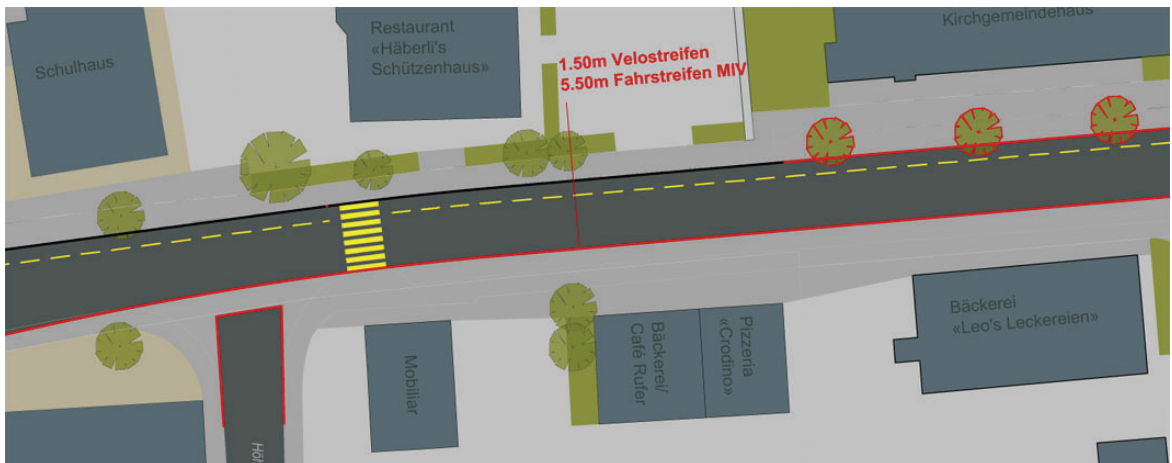 Schulhaus
Restaurant
«Häberli's
Schützenhaus»
1.50m Velostreifen
5.50m Fahrstreifen MIV
Kirchgemeindehaus
Mobiliar
Bäckerei/
Café Rufer
Pizzeria
«Crodino»
Bäckerei
«Leo's Leckereien»